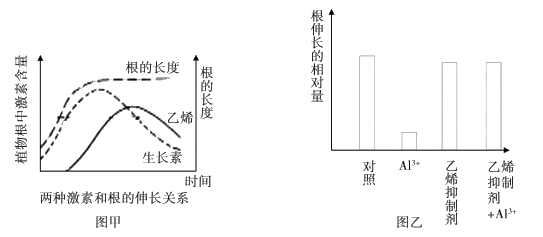 植物根中激素含量
根的长度
根的长度
乙烯
生长素
时间
两种激素和根的伸长关系
图甲
根伸长的相对量
对照
Al³⁺
乙烯抑制剂
乙烯抑制剂+Al³⁺
图乙